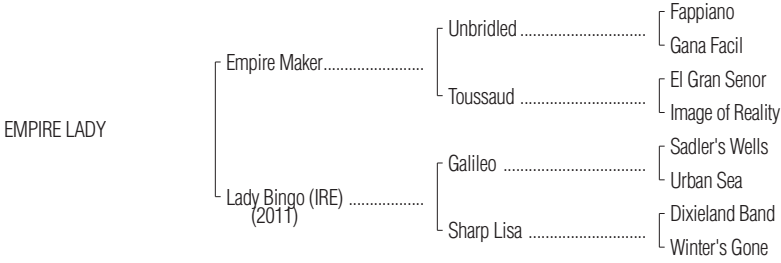 Fappiano
Unbridled ..............................
Gana Facil
Empire Maker........................
El Gran Senor
Toussaud ..............................
Image of Reality
EMPIRE LADY
Sadler's Wells
Galileo ..................................
Urban Sea
Lady Bingo (IRE) ..................
(2011)
Dixieland Band
Sharp Lisa ............................
Winter's Gone